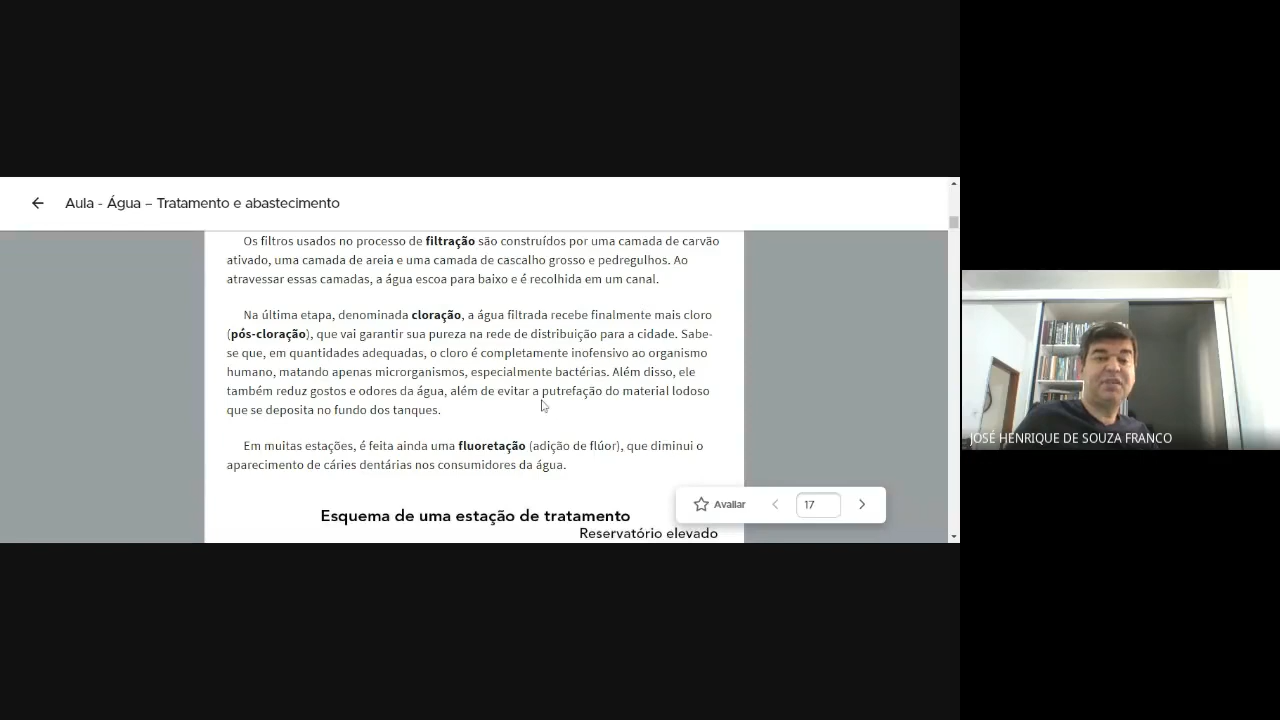 Aula - Água – Tratamento e abastecimento
Os filtros usados no processo de filtração são construídos por uma camada de carvão
ativado, uma camada de areia e uma camada de cascalho grosso e pedregulhos. Ao
atravessar essas camadas, a água escoa para baixo e é recolhida em um canal.
Na última etapa, denominada cloração, a água filtrada recebe finalmente mais cloro
(pós-cloração), que vai garantir sua pureza na rede de distribuição para a cidade. Sabe-
se que, em quantidades adequadas, o cloro é completamente inofensivo ao organismo
humano, matando apenas microrganismos, especialmente bactérias. Além disso, ele
também reduz gostos e odores da água, além de evitar a putrefação do material lodoso
que se deposita no fundo dos tanques.
Em muitas estações, é feita ainda uma fluoretação (adição de flúor), que diminui o
aparecimento de cáries dentárias nos consumidores da água.
Avaliar
17
Esquema de uma estação de tratamento
Reservatório elevado
JOSÉ HENRIQUE DE SOUZA FRANCO